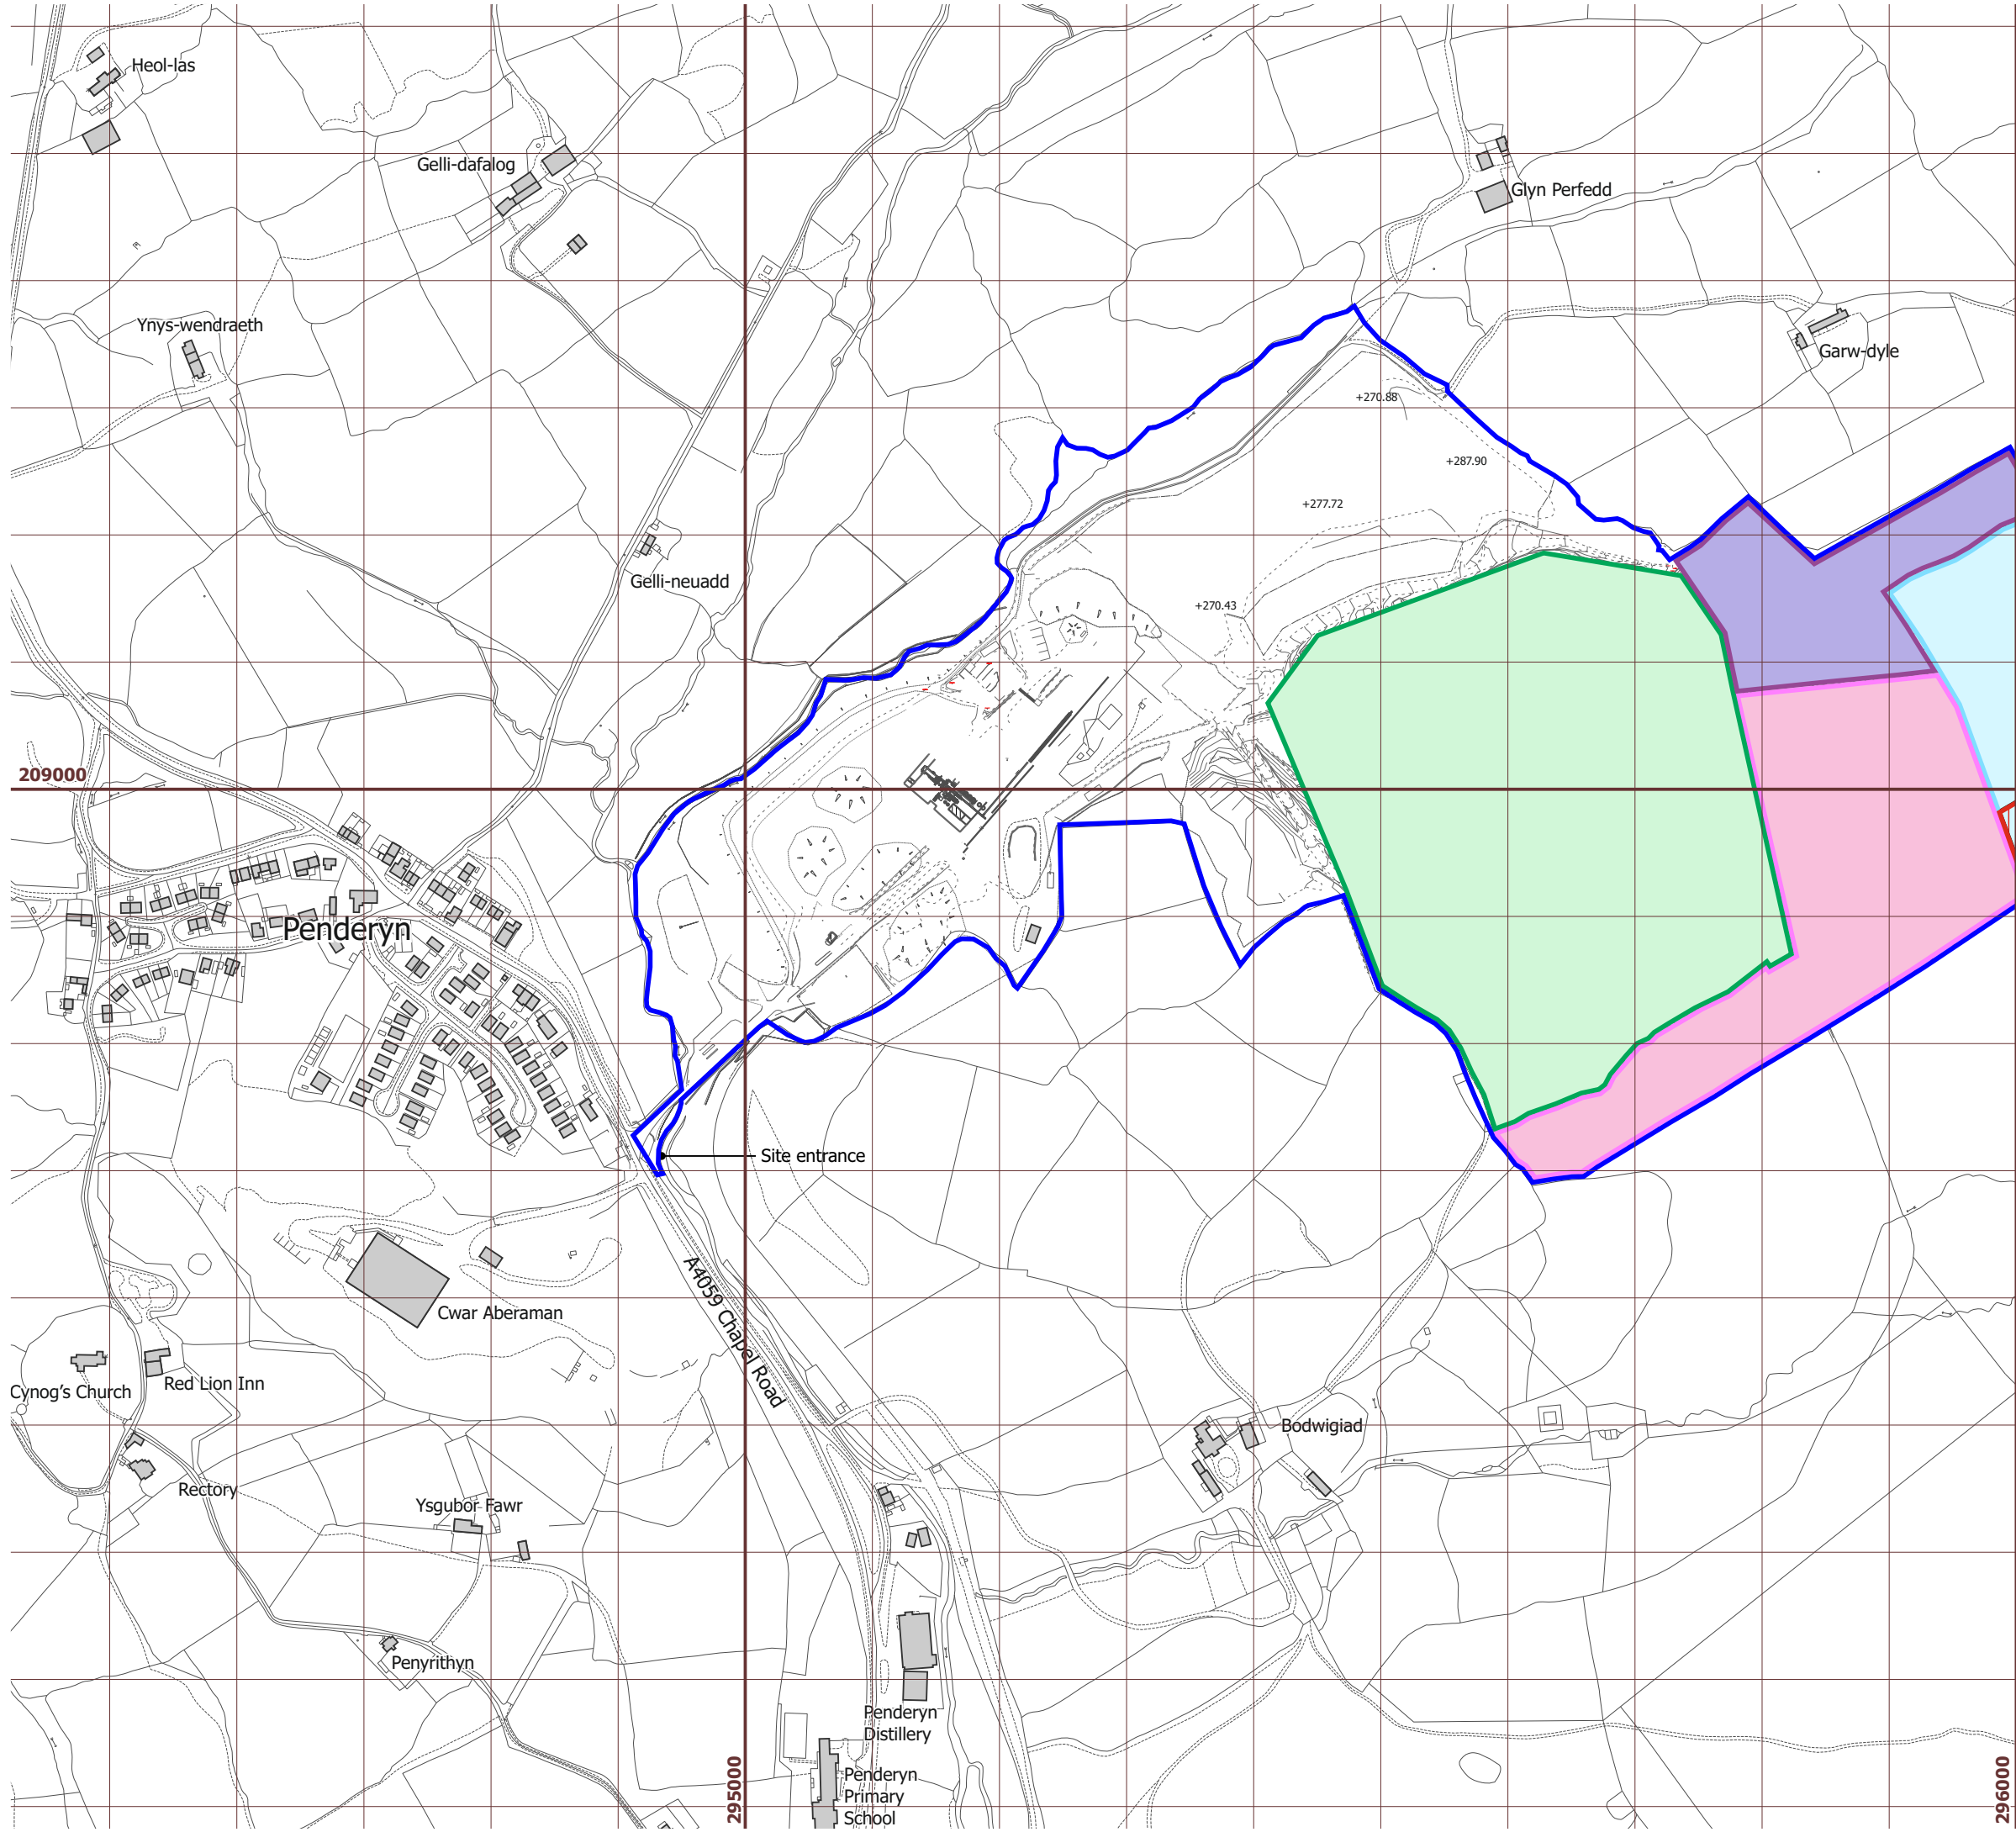 Heol-las
Gelli-dafalog
Glyn Perfedd
Ynys-wendraeth
Garw-dyle
+270.88
+287.90
+277.72
Gelli-neuadd
+270.43
209000
Penderyn
Site entrance
A4059 Chapel Road
Cwar Aberaman
Cynog's Church
Red Lion Inn
Bodwigiad
Rectory
Ysgubor Fawr
Penyrithyn
Penderyn
Distillery
295000
Penderyn
Primary
School
296000